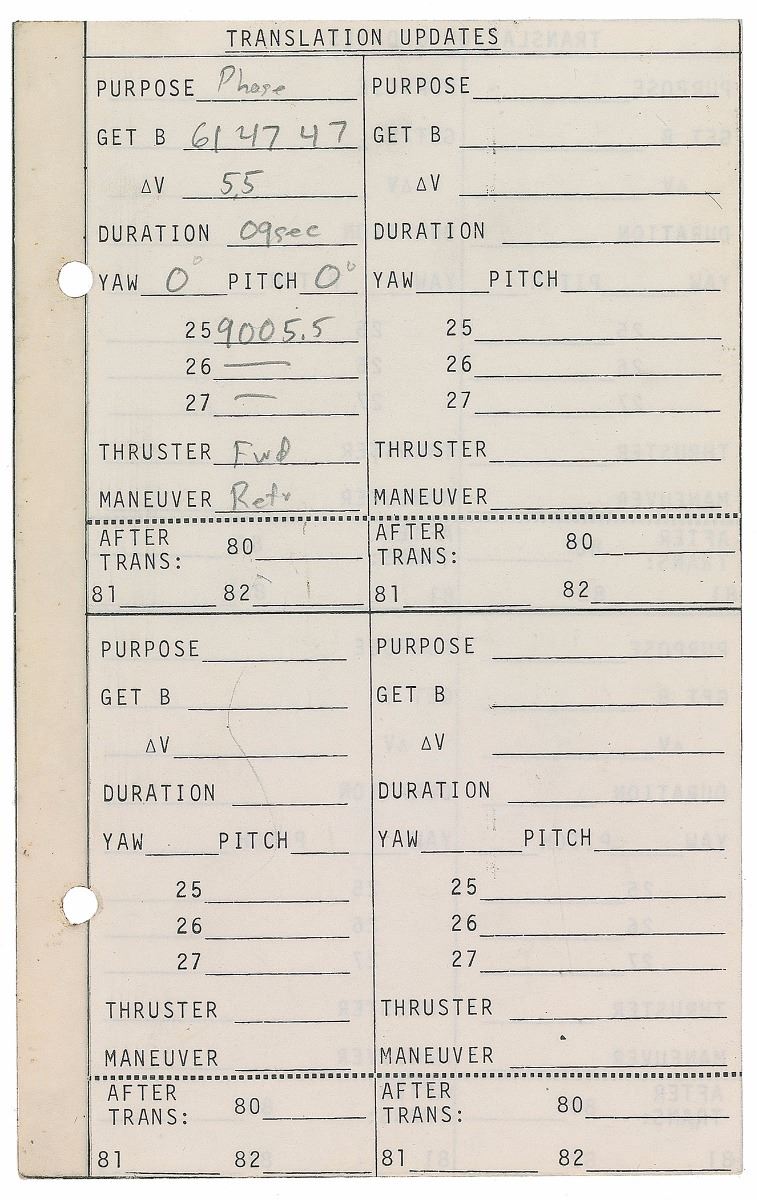 TRANSLATION UPDATES
PURPOSE Phase
GET B 61 47 47
ΔV 5.5
DURATION 09sec
YAW 0° PITCH 0°
25 9005.5
26 —
27 —
THRUSTER Fwd
MANEUVER Retr
AFTER
TRANS: 80
81 82
PURPOSE
GET B
ΔV
DURATION
YAW PITCH
25
26
27
THRUSTER
MANEUVER
AFTER
TRANS: 80
81 82
PURPOSE
GET B
ΔV
DURATION
YAW PITCH
25
26
27
THRUSTER
MANEUVER
AFTER
TRANS: 80
81 82
PURPOSE
GET B
ΔV
DURATION
YAW PITCH
25
26
27
THRUSTER
MANEUVER
AFTER
TRANS: 80
81 82